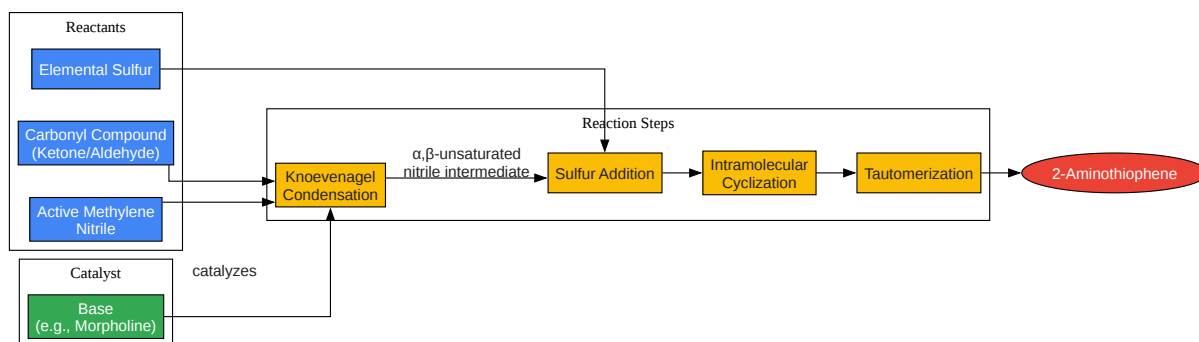 Reactants
Elemental Sulfur
Carbonyl Compound
(Ketone/Aldehyde)
Active Methylene
Nitrile
Catalyst
Base
(e.g., Morpholine)
catalyzes
Reaction Steps
Knoevenagel
Condensation
α,β-unsaturated
nitrile intermediate
Sulfur Addition
Intramolecular
Cyclization
Tautomerization
2-Aminothiophene